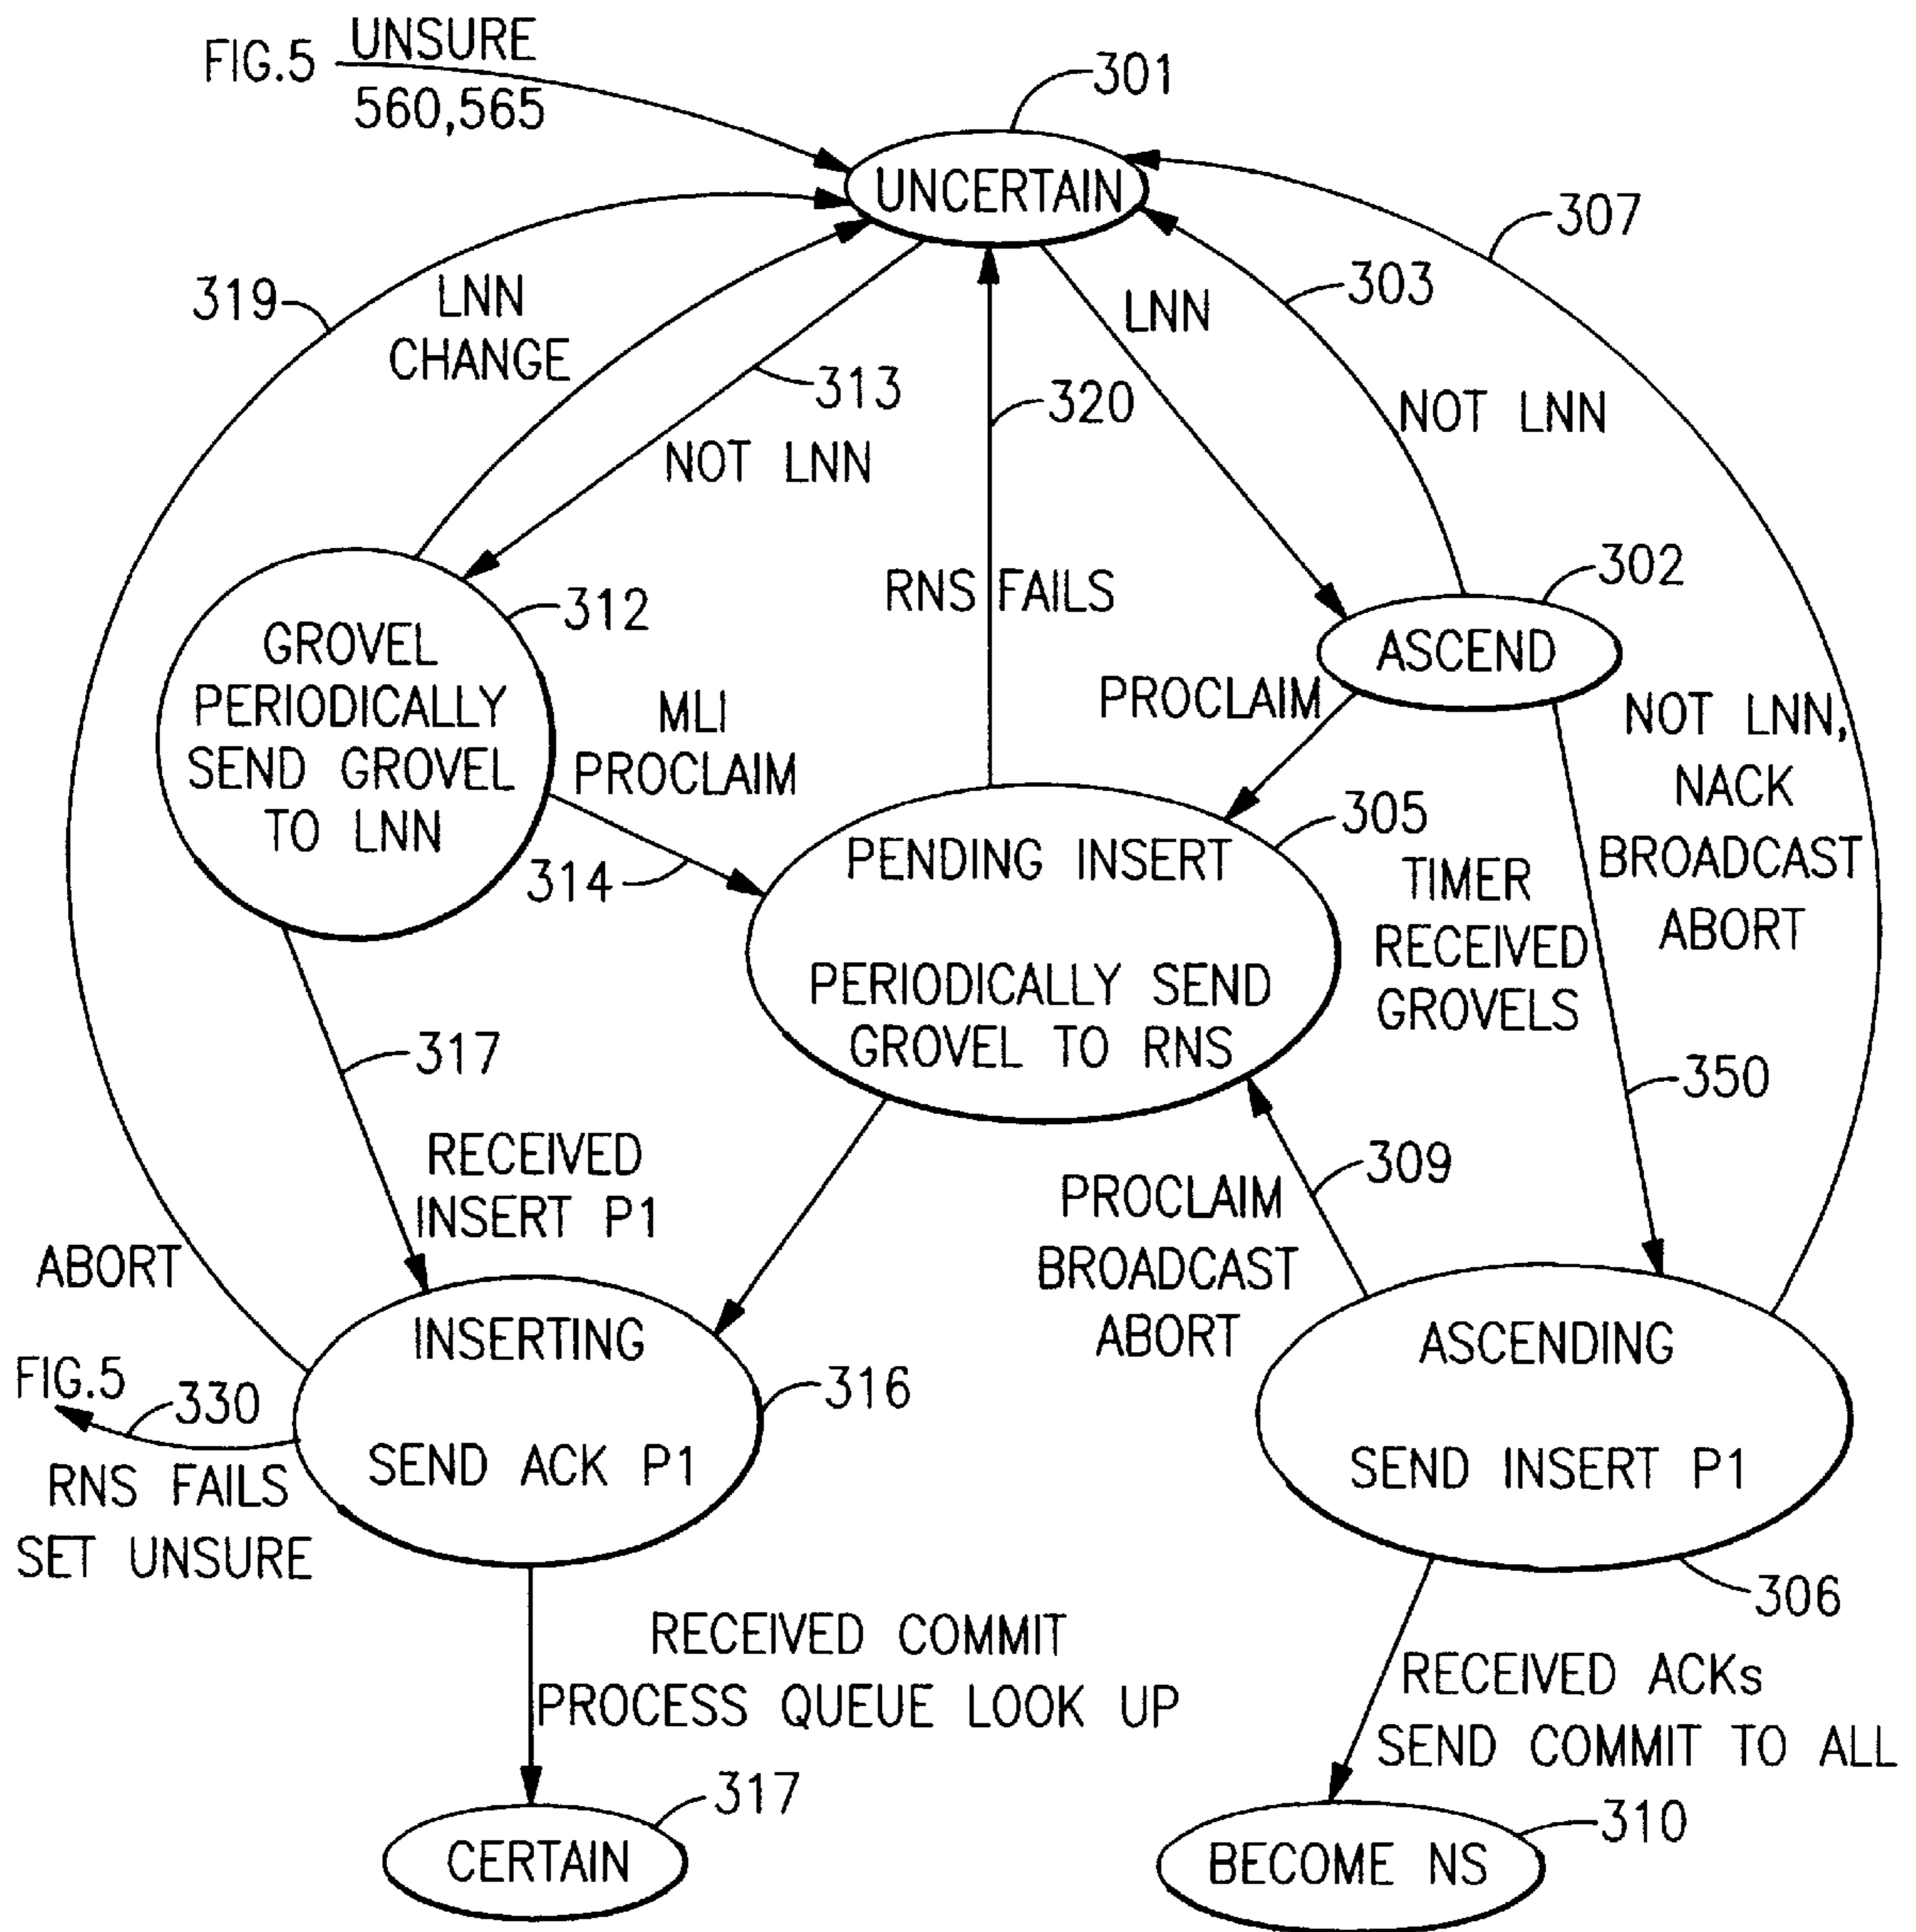 FIG.5
UNSURE
560,565
301
UNCERTAIN
307
319
LNN
CHANGE
303
LNN
313
320
NOT LNN
NOT LNN
302
RNS FAILS
312
ASCEND
GROVEL
PERIODICALLY
SEND GROVEL
TO LNN
MLI
PROCLAIM
PROCLAIM
NOT LNN,
NACK
BROADCAST
ABORT
305
314
PENDING INSERT
PERIODICALLY SEND
GROVEL TO RNS
TIMER
RECEIVED
GROVELS
317
350
RECEIVED
INSERT P1
309
PROCLAIM
BROADCAST
ABORT
ABORT
INSERTING
SEND ACK P1
316
ASCENDING
SEND INSERT P1
FIG.5
330
RNS FAILS
SET UNSURE
306
RECEIVED COMMIT
PROCESS QUEUE LOOK UP
RECEIVED ACKs
SEND COMMIT TO ALL
317
CERTAIN
310
BECOME NS